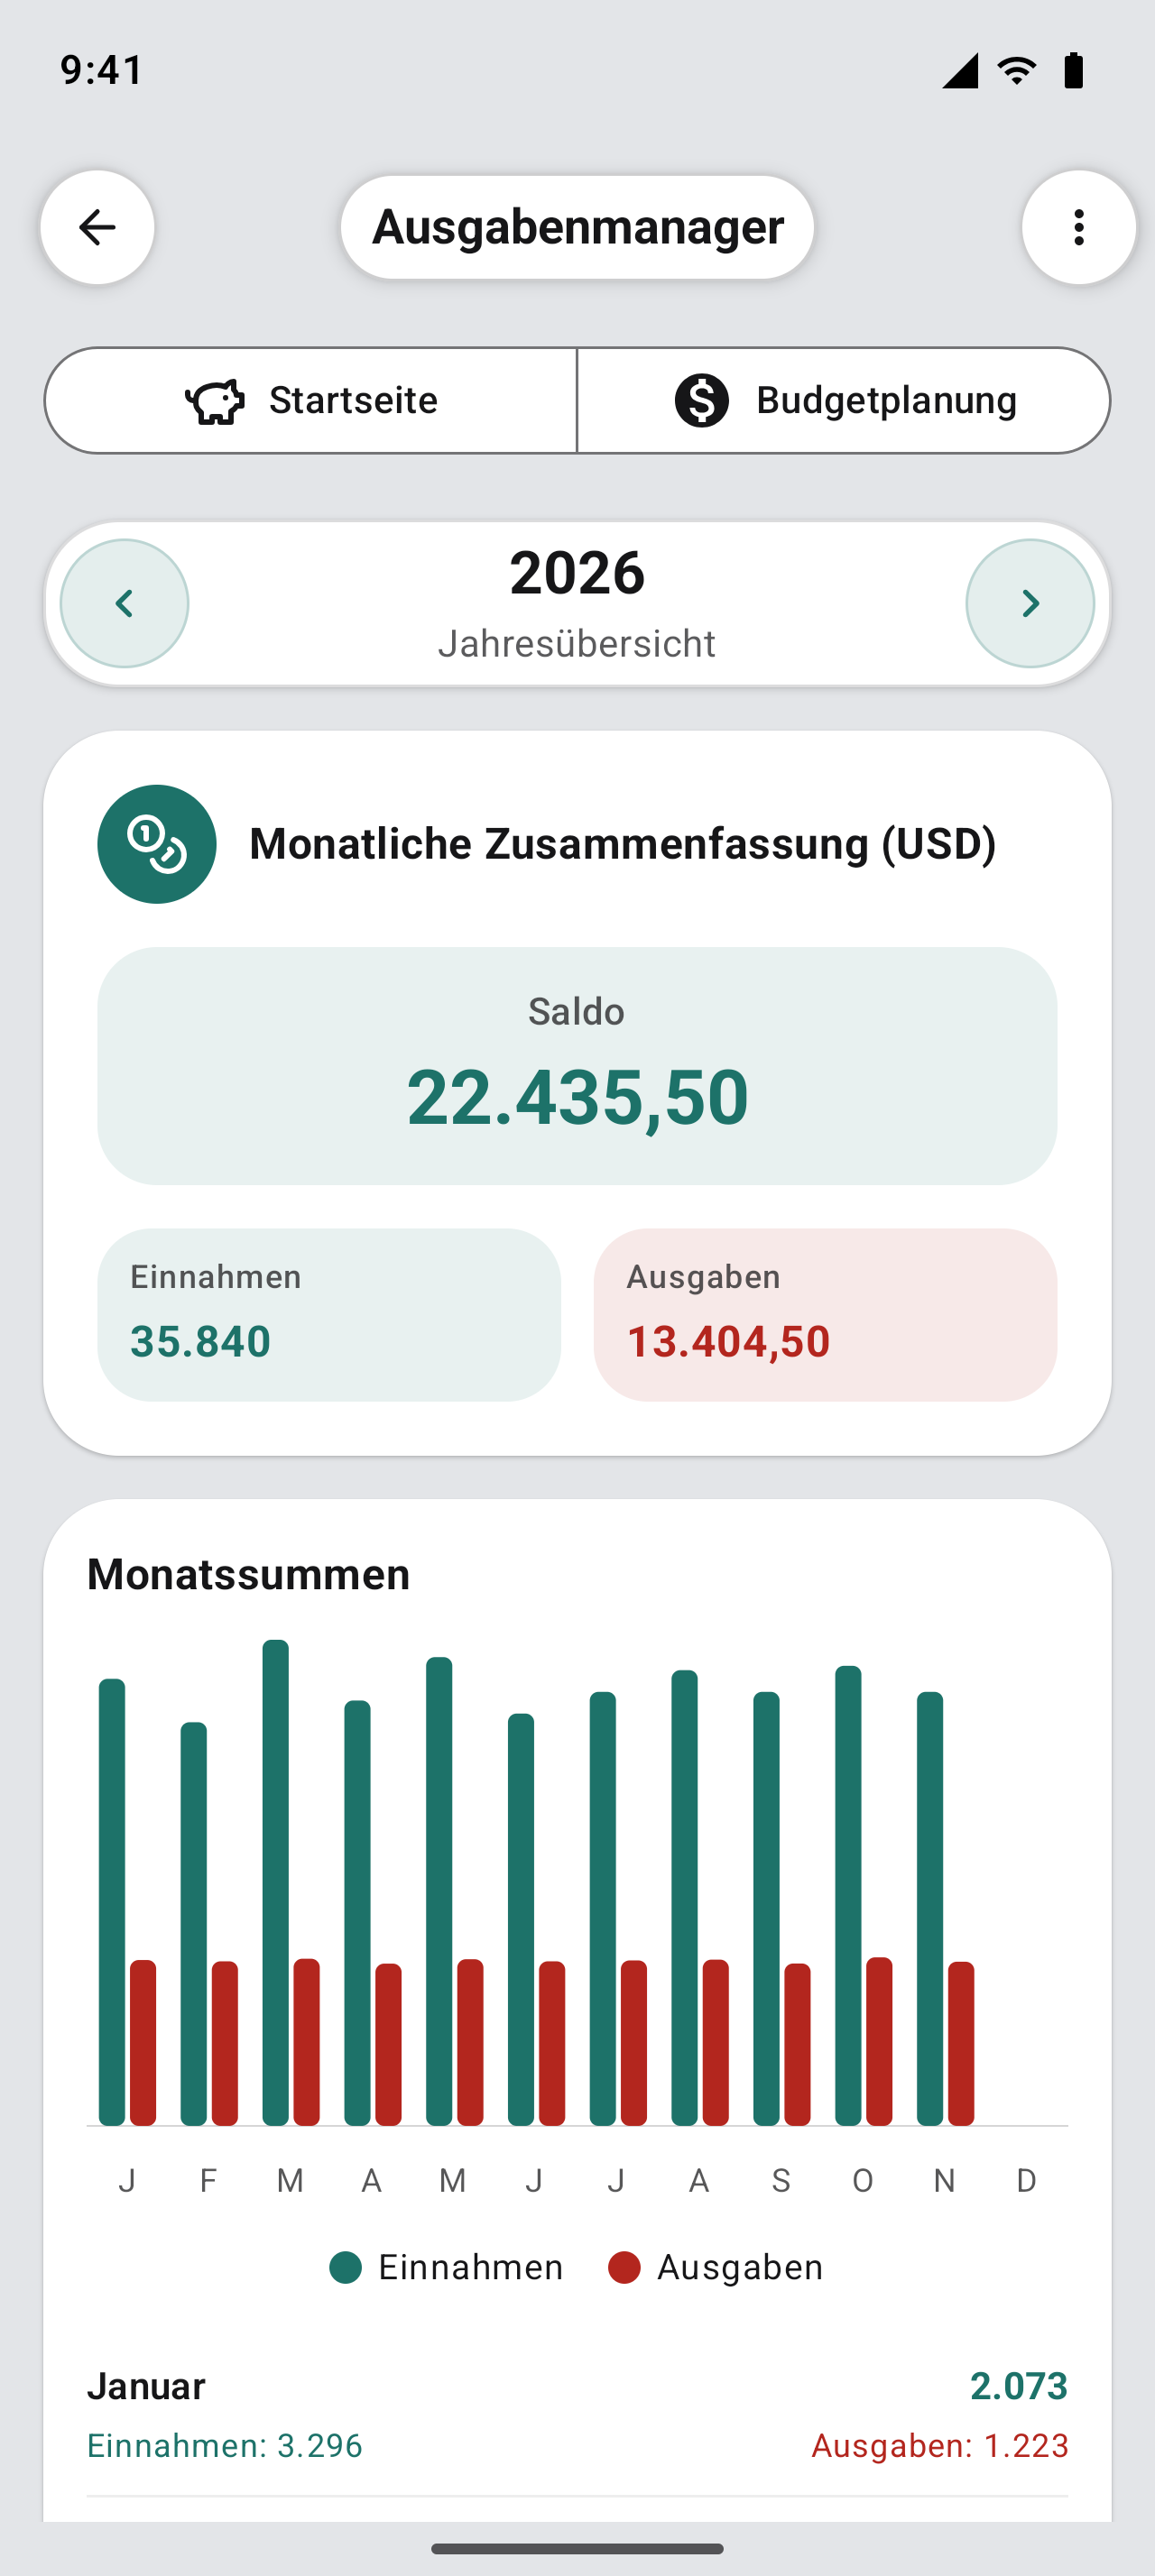 9:41
Ausgabenmanager
Startseite
Budgetplanung
2026
Jahresübersicht
Monatliche Zusammenfassung (USD)
Saldo
22.435,50
Einnahmen
Ausgaben
35.840
13.404,50
Monatssummen
J F M A M J J A S O N D
Einnahmen Ausgaben
Januar 2.073
Einnahmen: 3.296 Ausgaben: 1.223